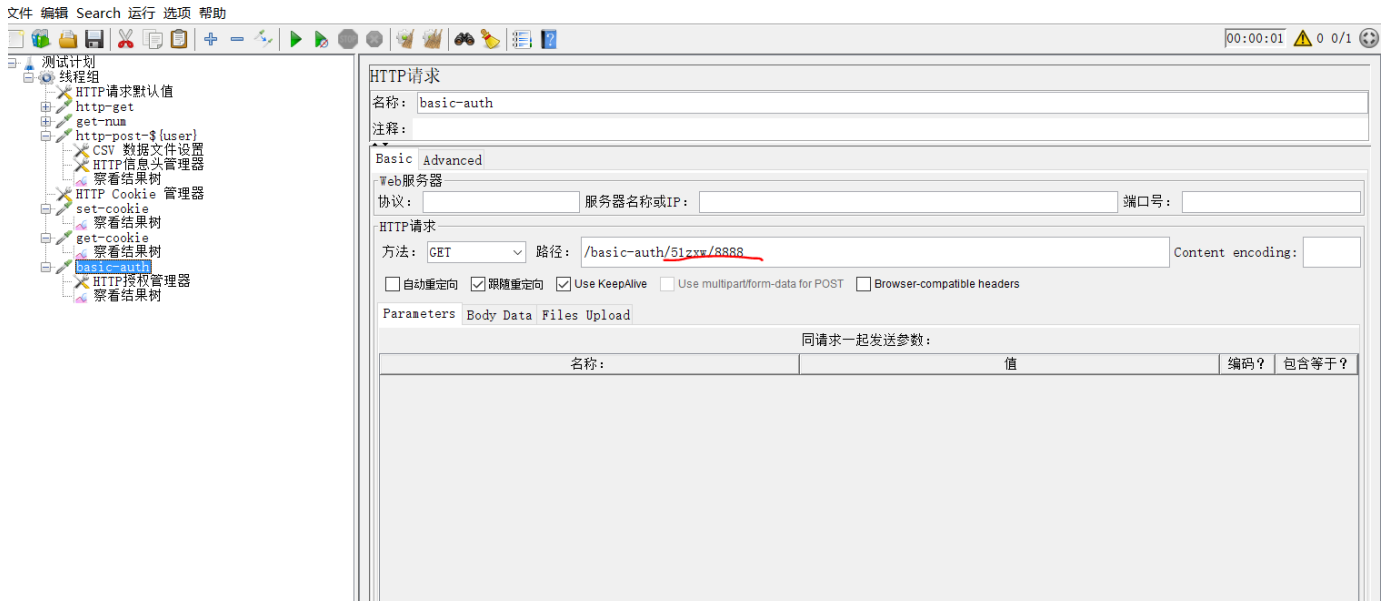 文件 编辑 Search 运行 选项 帮助
00:00:01 0 0/1
测试计划
线程组
HTTP请求默认值
http-get
get-num
http-post-${user}
CSV 数据文件设置
HTTP信息头管理器
察看结果树
HTTP Cookie 管理器
set-cookie
察看结果树
get-cookie
察看结果树
basic-auth
HTTP授权管理器
察看结果树
HTTP请求
名称: basic-auth
注释:
Basic Advanced
Web服务器
协议: 服务器名称或IP: 端口号:
HTTP请求
方法: GET 路径: /basic-auth/51zxw/8888 Content encoding:
自动重定向 跟随重定向 Use KeepAlive Use multipart/form-data for POST Browser-compatible headers
Parameters Body Data Files Upload
同请求一起发送参数:
名称: 值 编码? 包含等于?